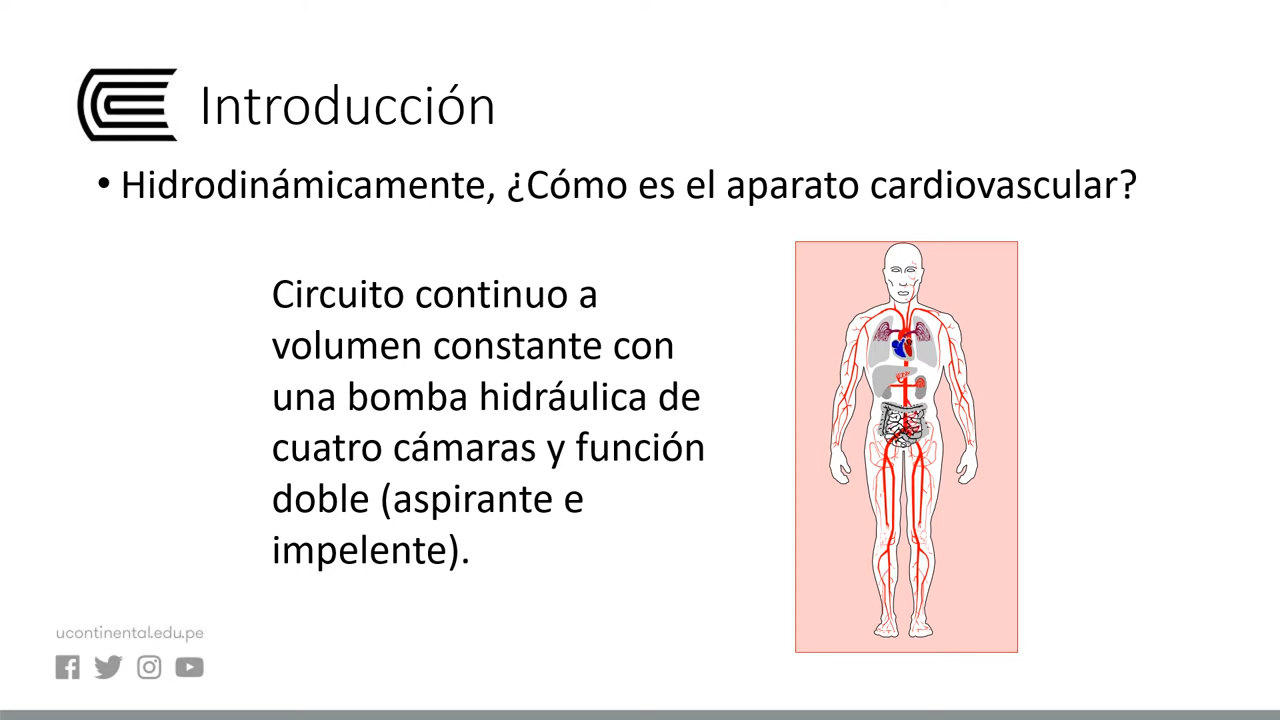 Introducción
• Hidrodinámicamente, ¿Cómo es el aparato cardiovascular?
Circuito continuo a
volumen constante con
una bomba hidráulica de
cuatro cámaras y función
doble (aspirante e
impelente).
ucontinental.edu.pe